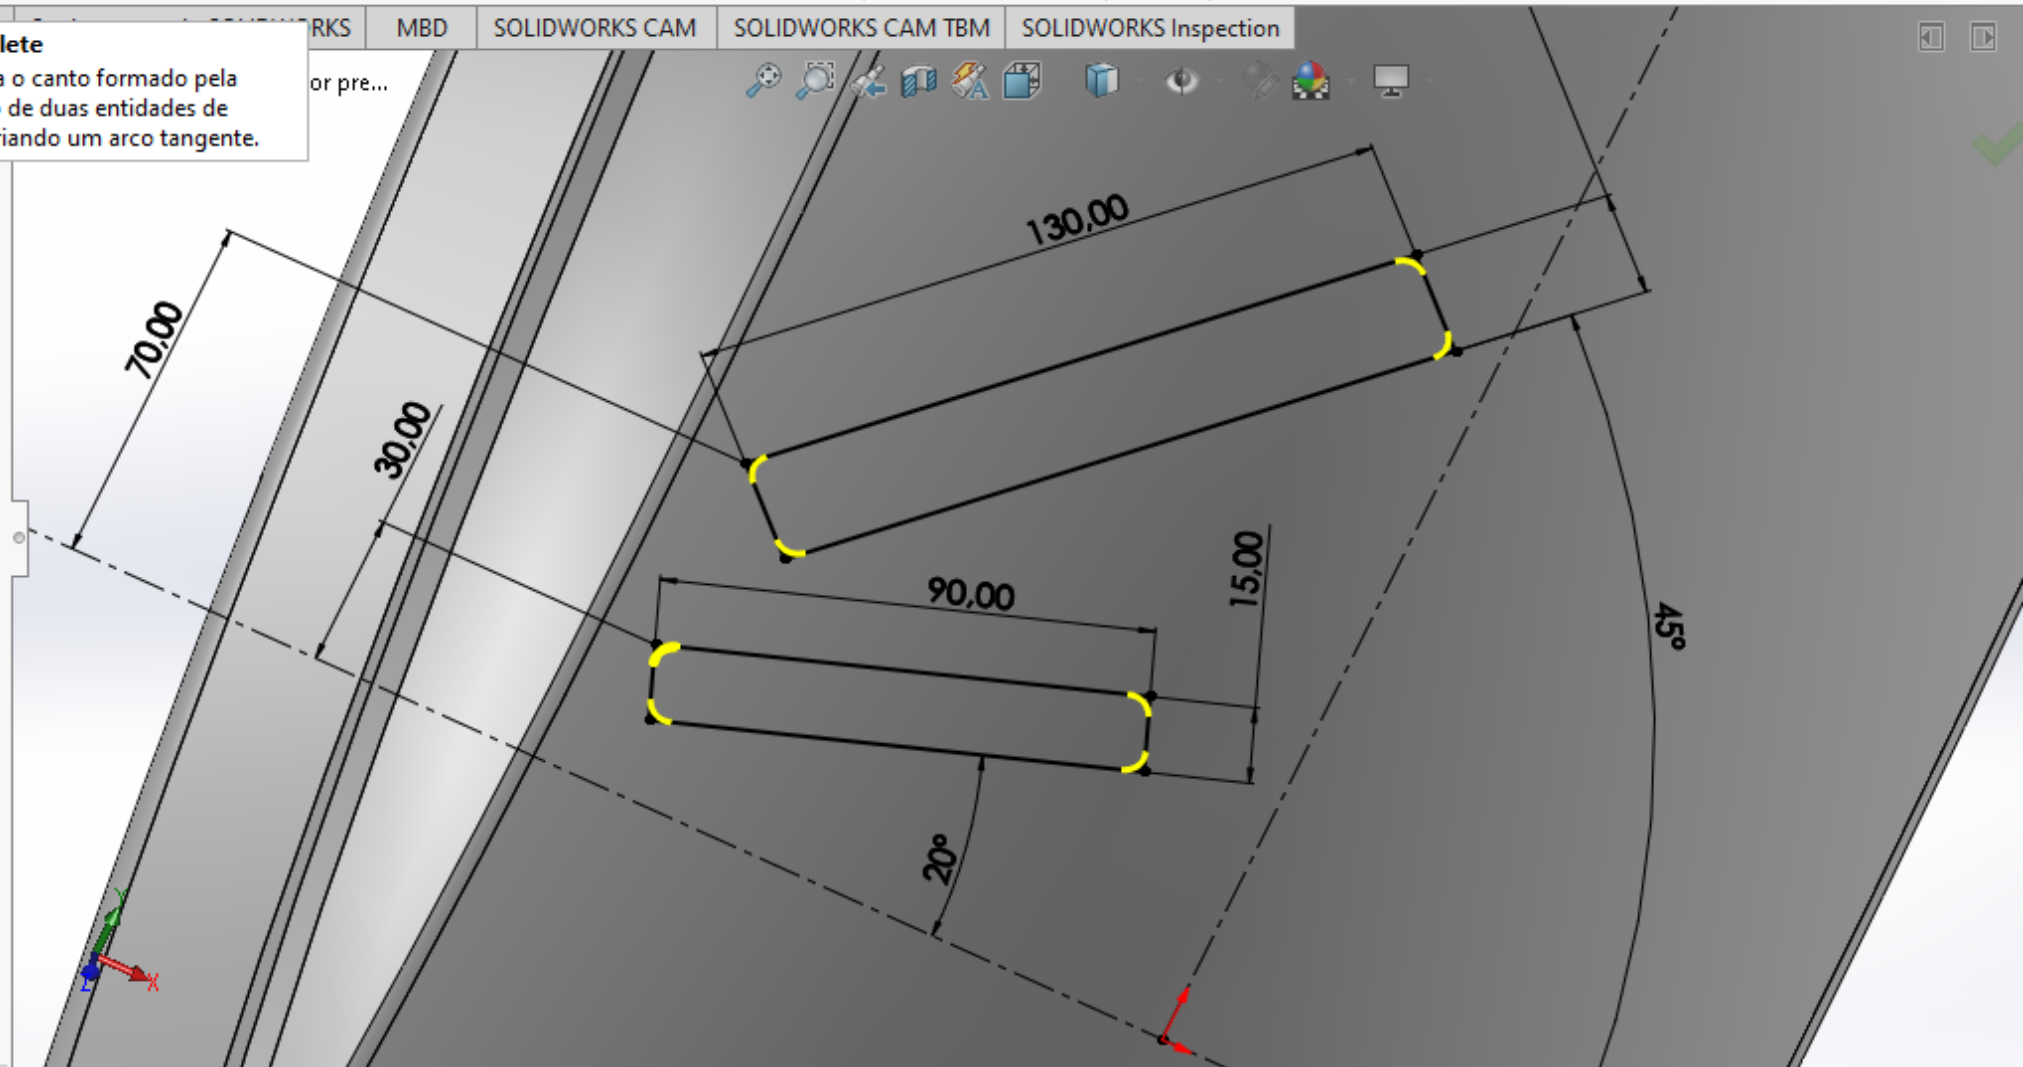 RKS
MBD
SOLIDWORKS CAM
SOLIDWORKS CAM TBM
SOLIDWORKS Inspection
lete
a o canto formado pela
de duas entidades de
iando um arco tangente.
or pre...
130,00
70,00
30,00
90,00
15,00
45°
20°
Y
X
Z